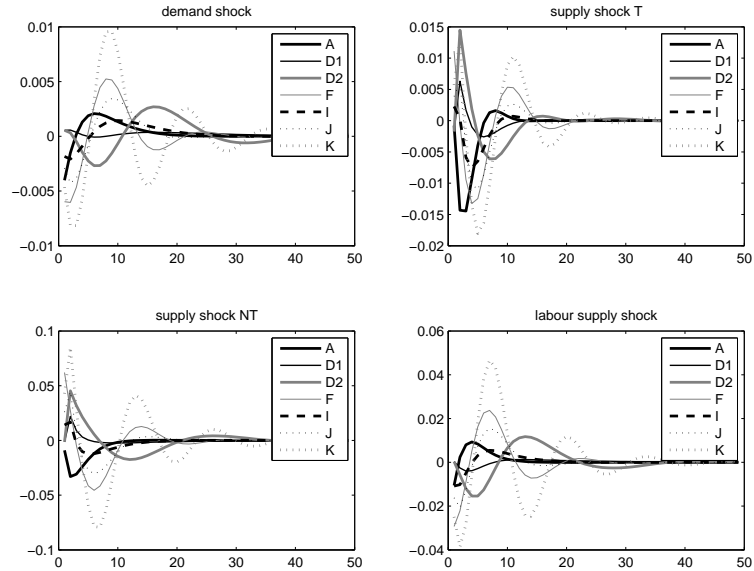 demand shock
0.01
0.005
0
−0.005
−0.01
0 10 20 30 40 50
A
D1
D2
F
I
J
K
supply shock T
0.015
0.01
0.005
0
−0.005
−0.01
−0.015
−0.02
0 10 20 30 40 50
A
D1
D2
F
I
J
K
supply shock NT
0.1
0.05
0
−0.05
−0.1
0 10 20 30 40 50
A
D1
D2
F
I
J
K
labour supply shock
0.06
0.04
0.02
0
−0.02
−0.04
0 10 20 30 40 50
A
D1
D2
F
I
J
K